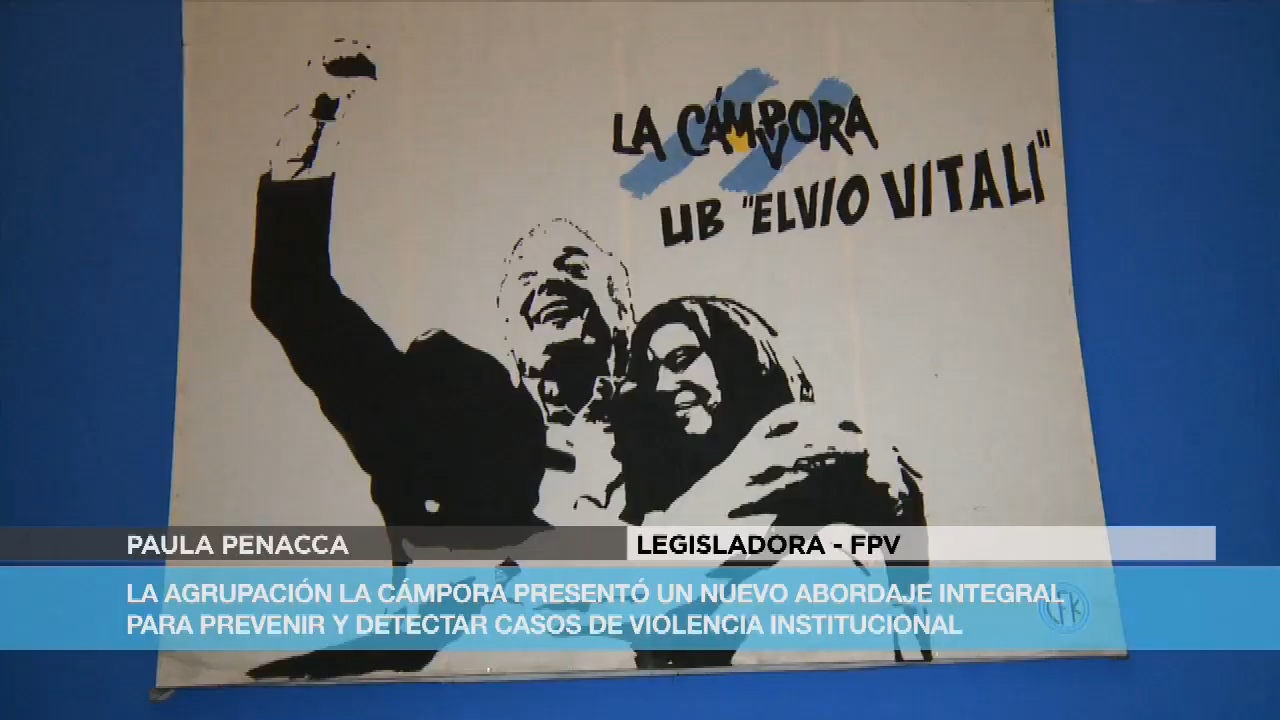 LA CÁMPORA
UB "ELVIO VITALI"
PAULA PENACCA
LEGISLADORA - FPV
LA AGRUPACIÓN LA CÁMPORA PRESENTÓ UN NUEVO ABORDAJE INTEGRAL
PARA PREVENIR Y DETECTAR CASOS DE VIOLENCIA INSTITUCIONAL
CFK